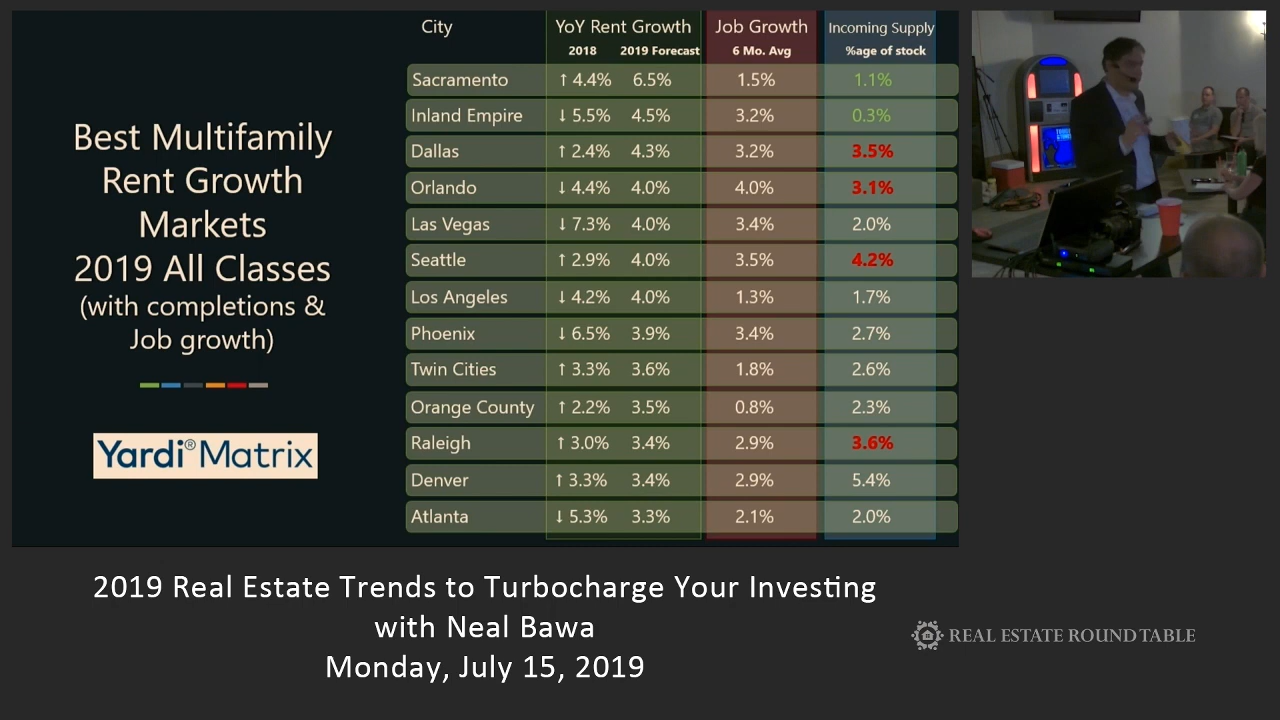 Best Multifamily
Rent Growth
Markets
2019 All Classes
(with completions &
Job growth)
Yardi® Matrix
City YoY Rent Growth Job Growth Incoming Supply
2018 2019 Forecast 6 Mo. Avg %age of stock
Sacramento ↑ 4.4% 6.5% 1.5% 1.1%
Inland Empire ↓ 5.5% 4.5% 3.2% 0.3%
Dallas ↑ 2.4% 4.3% 3.2% 3.5%
Orlando ↓ 4.4% 4.0% 4.0% 3.1%
Las Vegas ↓ 7.3% 4.0% 3.4% 2.0%
Seattle ↑ 2.9% 4.0% 3.5% 4.2%
Los Angeles ↓ 4.2% 4.0% 1.3% 1.7%
Phoenix ↓ 6.5% 3.9% 3.4% 2.7%
Twin Cities ↑ 3.3% 3.6% 1.8% 2.6%
Orange County ↑ 2.2% 3.5% 0.8% 2.3%
Raleigh ↑ 3.0% 3.4% 2.9% 3.6%
Denver ↑ 3.3% 3.4% 2.9% 5.4%
Atlanta ↓ 5.3% 3.3% 2.1% 2.0%
2019 Real Estate Trends to Turbocharge Your Investing
with Neal Bawa
Monday, July 15, 2019
REAL ESTATE ROUND TABLE